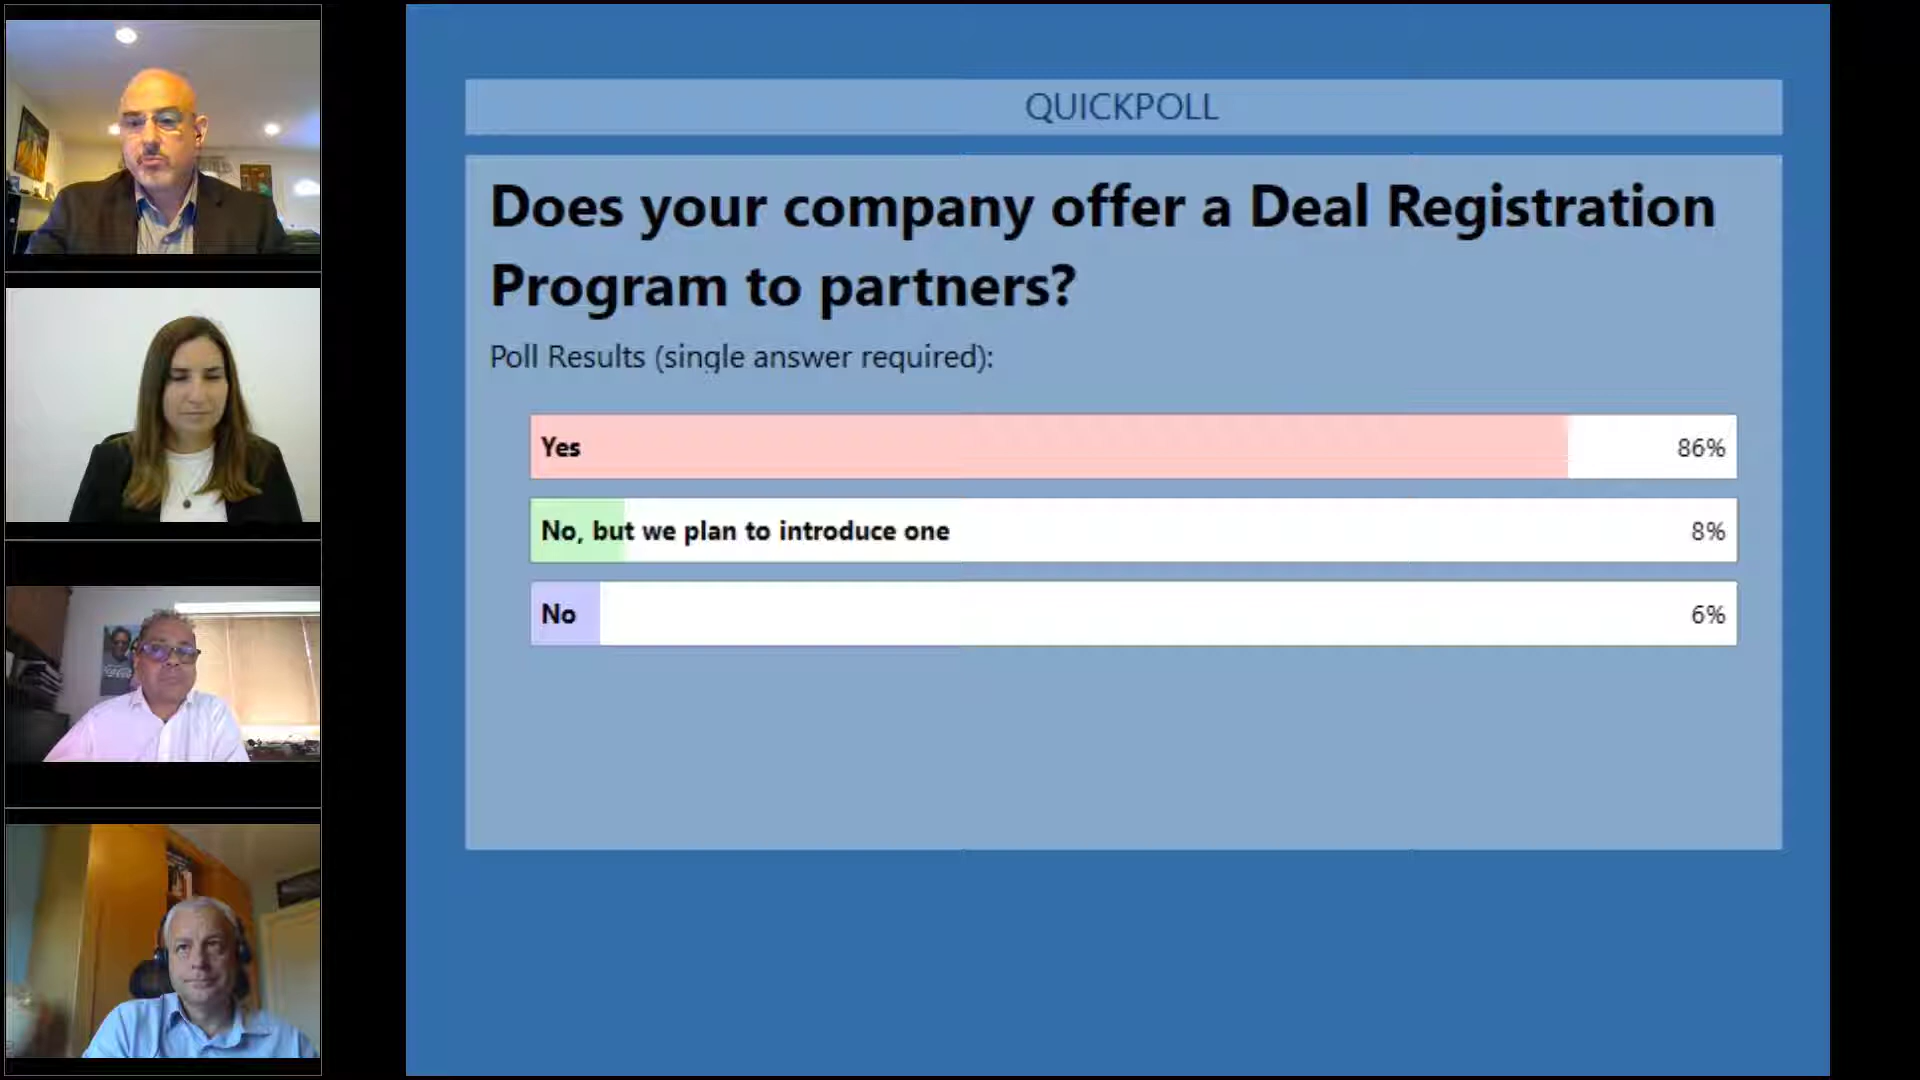 QUICKPOLL
Does your company offer a Deal Registration
Program to partners?
Poll Results (single answer required):
Yes 86%
No, but we plan to introduce one 8%
No 6%